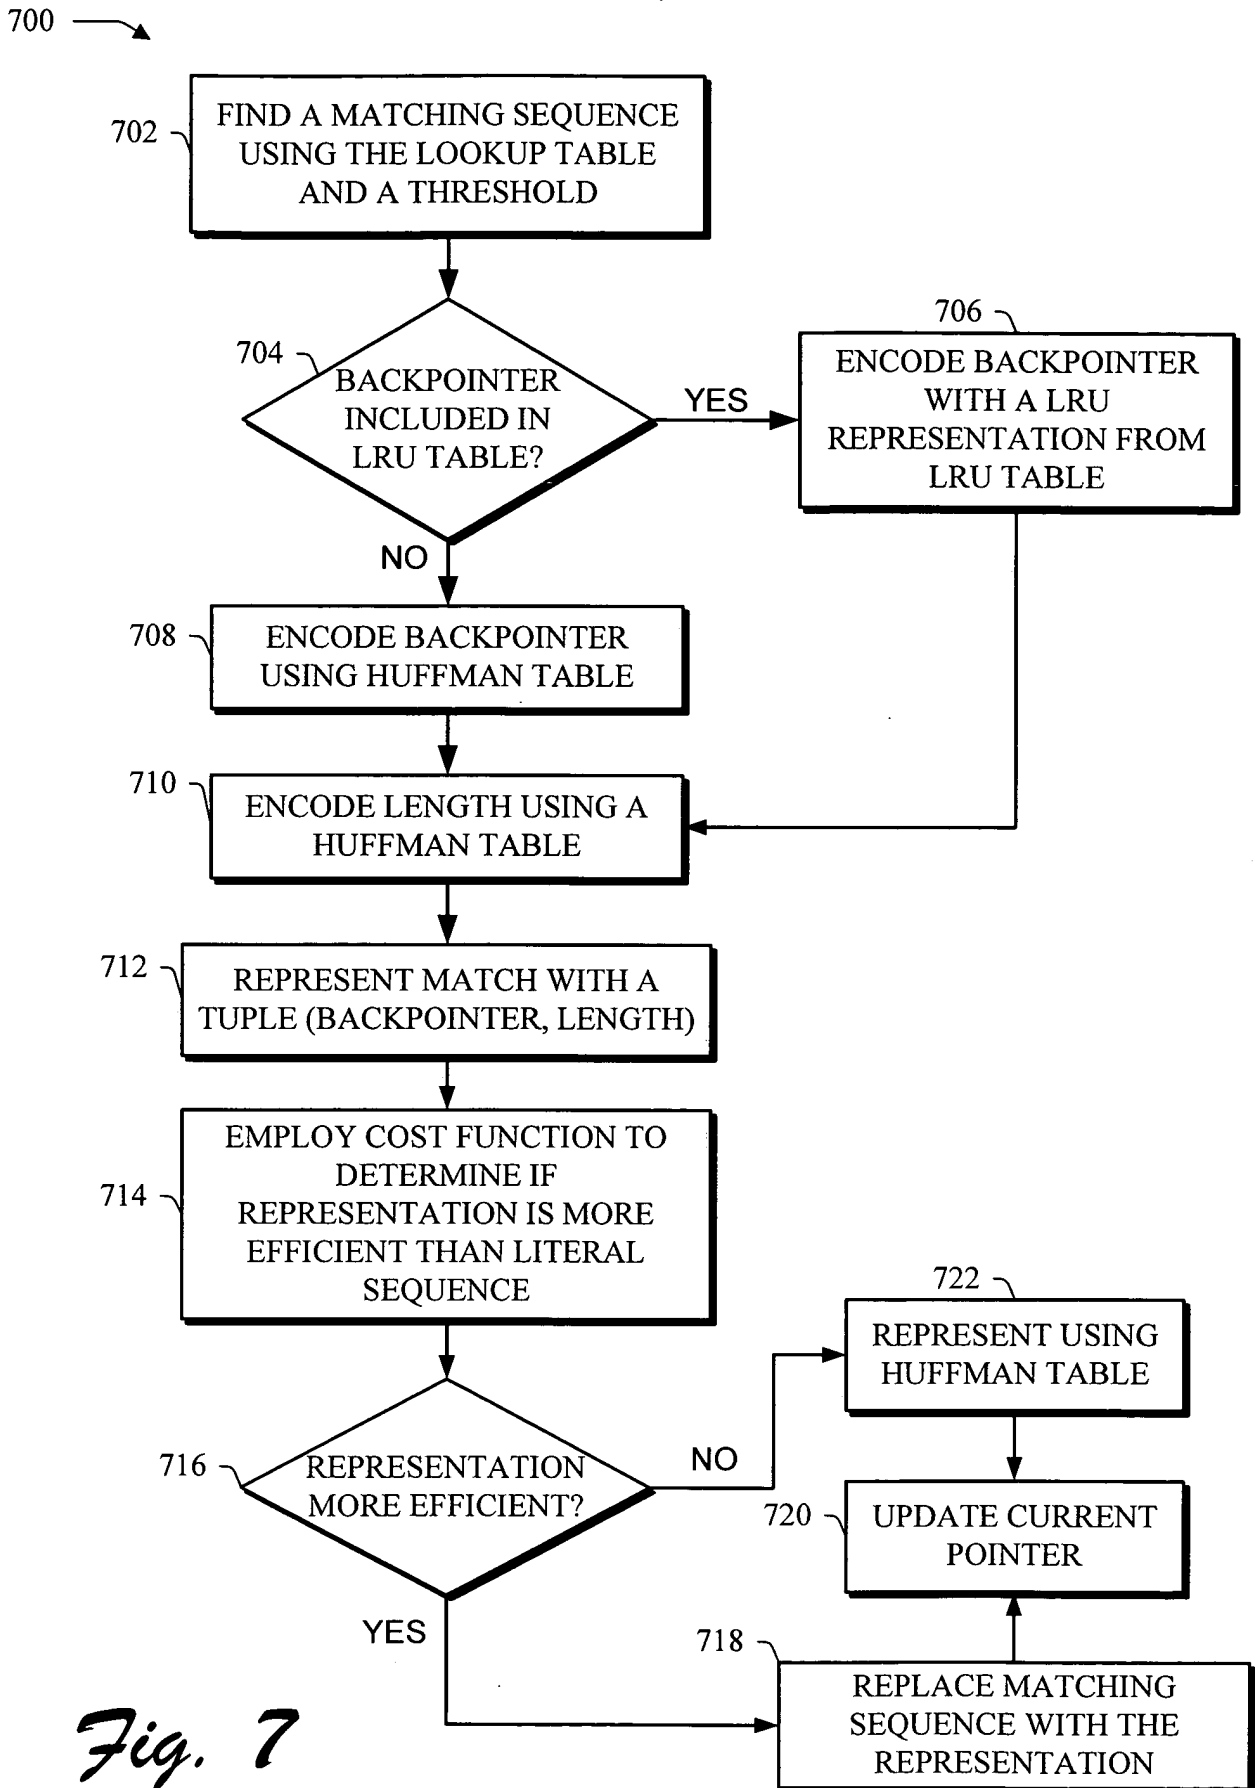 700
702
FIND A MATCHING SEQUENCE
USING THE LOOKUP TABLE
AND A THRESHOLD
704
BACKPOINTER
INCLUDED IN
LRU TABLE?
YES
706
ENCODE BACKPOINTER
WITH A LRU
REPRESENTATION FROM
LRU TABLE
NO
708
ENCODE BACKPOINTER
USING HUFFMAN TABLE
710
ENCODE LENGTH USING A
HUFFMAN TABLE
712
REPRESENT MATCH WITH A
TUPLE (BACKPOINTER, LENGTH)
714
EMPLOY COST FUNCTION TO
DETERMINE IF
REPRESENTATION IS MORE
EFFICIENT THAN LITERAL
SEQUENCE
716
REPRESENTATION
MORE EFFICIENT?
NO
722
REPRESENT USING
HUFFMAN TABLE
720
UPDATE CURRENT
POINTER
YES
718
REPLACE MATCHING
SEQUENCE WITH THE
REPRESENTATION
Fig. 7